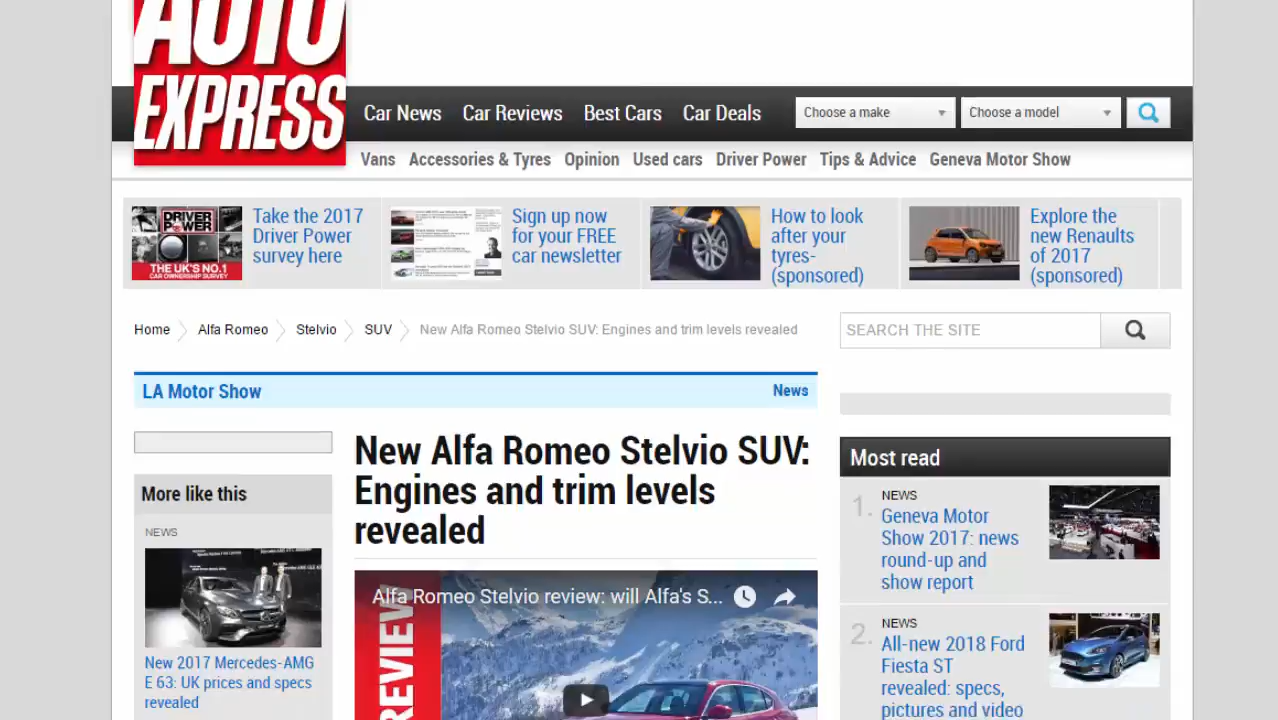 AUTO
EXPRESS
Car News
Car Reviews
Best Cars
Car Deals
Choose a make
Choose a model
Vans
Accessories & Tyres
Opinion
Used cars
Driver Power
Tips & Advice
Geneva Motor Show
DRIVER
POWER
THE UK'S NO.1
CAR OWNERSHIP SURVEY
Take the 2017
Driver Power
survey here
Sign up now
for your FREE
car newsletter
How to look
after your
tyres-
(sponsored)
Explore the
new Renaults
of 2017
(sponsored)
Home
Alfa Romeo
Stelvio
SUV
New Alfa Romeo Stelvio SUV: Engines and trim levels revealed
SEARCH THE SITE
LA Motor Show
News
More like this
NEWS
New 2017 Mercedes-AMG
E 63: UK prices and specs
revealed
New Alfa Romeo Stelvio SUV:
Engines and trim levels
revealed
Alfa Romeo Stelvio review: will Alfa's S...
REVIEW
Most read
1.
NEWS
Geneva Motor
Show 2017: news
round-up and
show report
2.
NEWS
All-new 2018 Ford
Fiesta ST
revealed: specs,
pictures and video